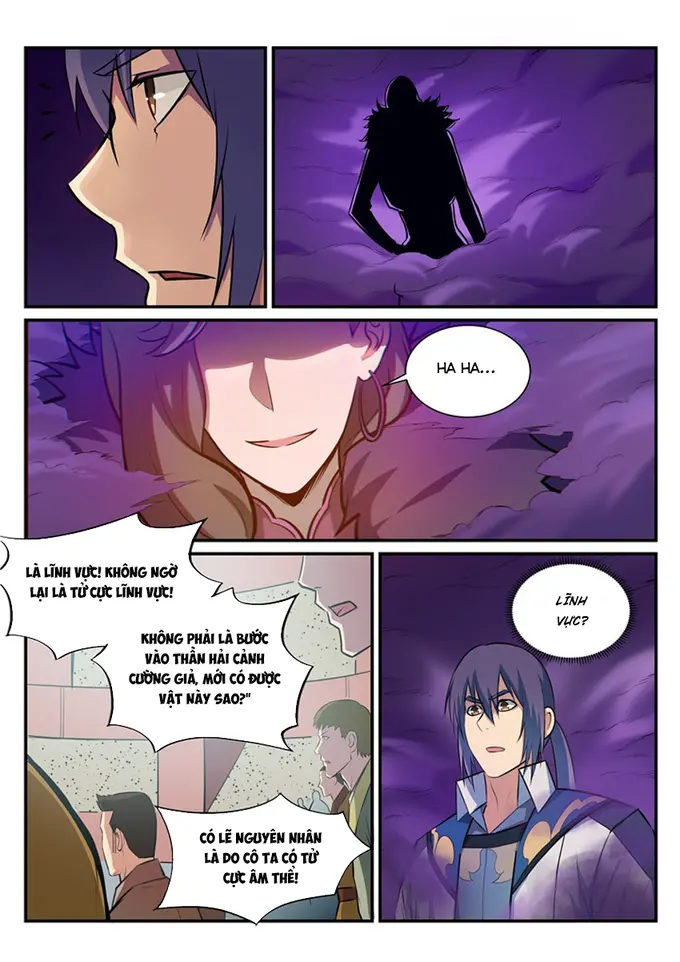 HA HA...
LÀ LĨNH VỰC! KHÔNG NGỜ
LẠI LÀ TỬ CỰC LĨNH VỰC!
KHÔNG PHẢI LÀ BƯỚC
VÀO THẦN HẢI CẢNH
CƯỜNG GIẢ, MỚI CÓ ĐƯỢC
VẬT NÀY SAO?"
CÓ LẼ NGUYÊN NHÂN
LÀ DO CÔ TA CÓ TỬ
CỰC ÂM THỂ!
LĨNH
VỰC?